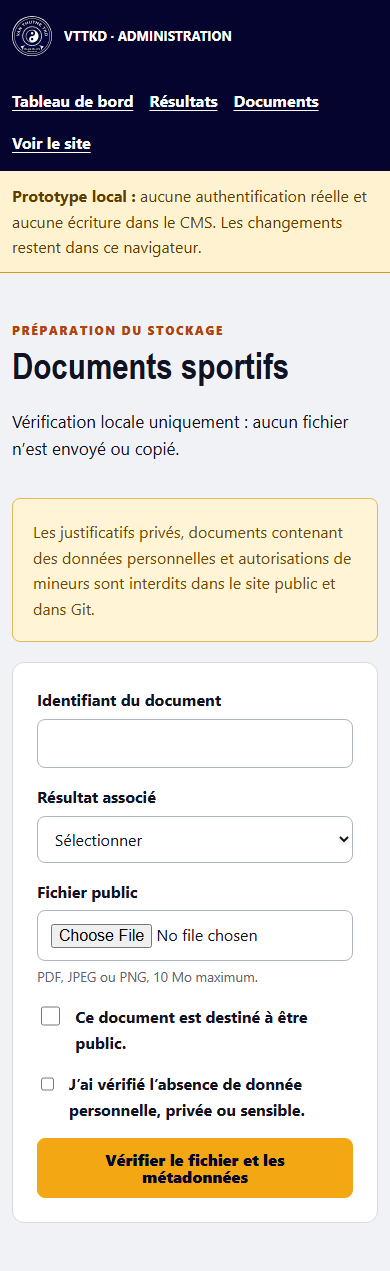 VTTKD · ADMINISTRATION
Tableau de bord Résultats Documents
Voir le site
Prototype local : aucune authentification réelle et
aucune écriture dans le CMS. Les changements
restent dans ce navigateur.
PRÉPARATION DU STOCKAGE
Documents sportifs
Vérification locale uniquement : aucun fichier
n’est envoyé ou copié.
Les justificatifs privés, documents contenant
des données personnelles et autorisations de
mineurs sont interdits dans le site public et
dans Git.
Identifiant du document
Résultat associé
Sélectionner
Fichier public
Choose File No file chosen
PDF, JPEG ou PNG, 10 Mo maximum.
Ce document est destiné à être
public.
J’ai vérifié l’absence de donnée
personnelle, privée ou sensible.
Vérifier le fichier et les
métadonnées